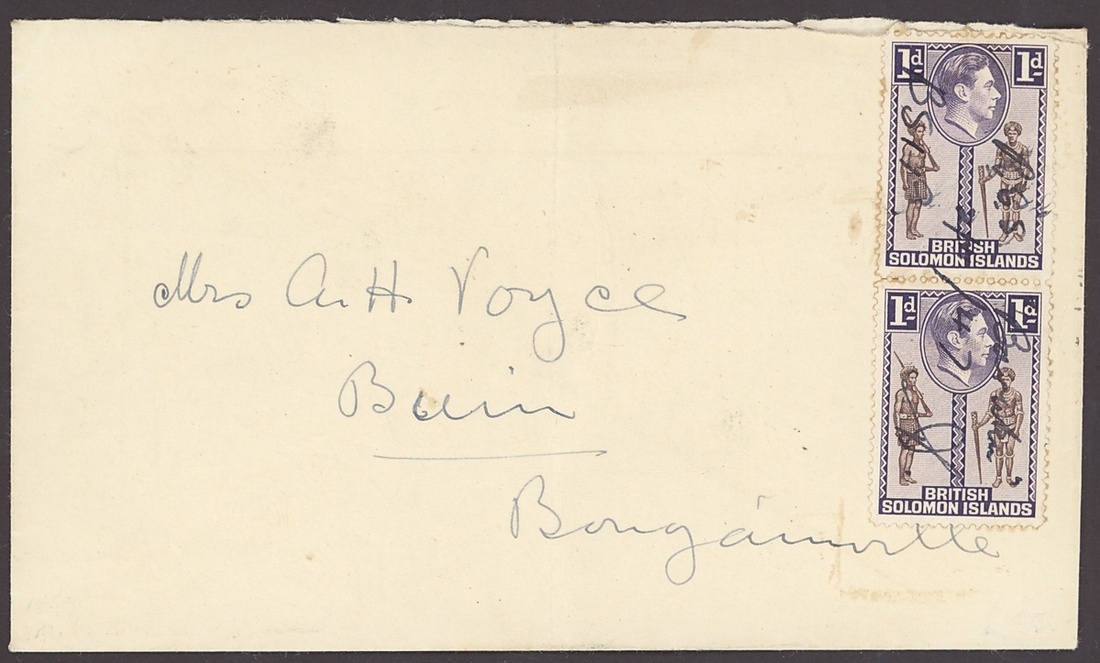 1d 1d
BRITISH
SOLOMON ISLANDS
1d 1d
BRITISH
SOLOMON ISLANDS
Mrs A. H. Voyce
Buin
Bougainville